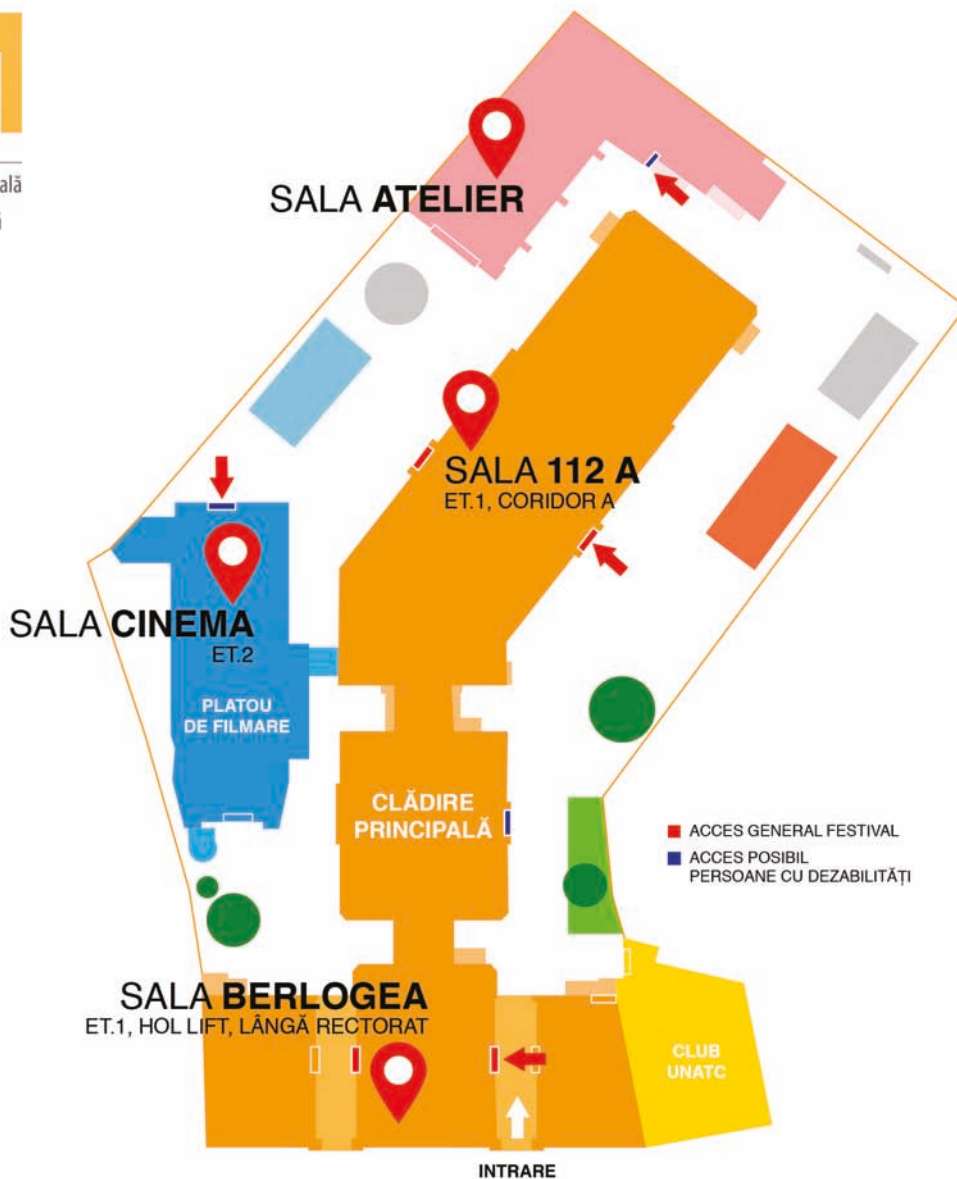 SALA ATELIER
SALA 112 A
ET.1, CORIDOR A
SALA CINEMA
ET.2
PLATOU
DE FILMARE
CLĂDIRE
PRINCIPALĂ
ACCES GENERAL FESTIVAL
ACCES POSIBIL
PERSOANE CU DEZABILITĂȚI
SALA BERLOGEA
ET.1, HOL LIFT, LÂNGĂ RECTORAT
CLUB
UNATC
INTRARE